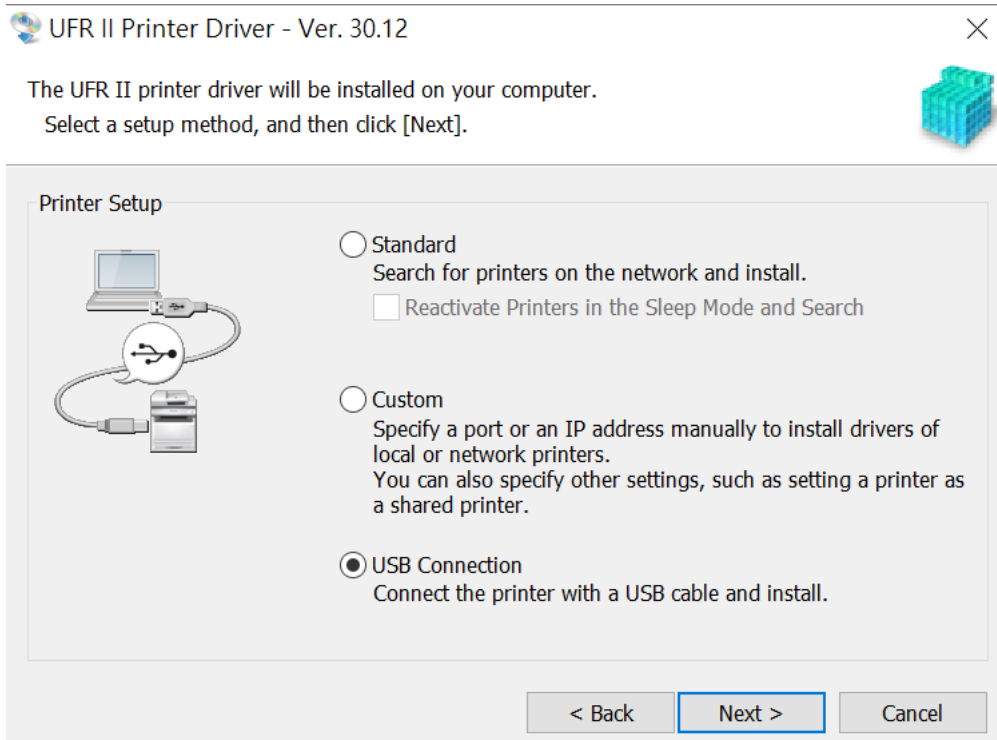 UFR II Printer Driver - Ver. 30.12
The UFR II printer driver will be installed on your computer.
Select a setup method, and then click [Next].
Printer Setup
Standard
Search for printers on the network and install.
Reactivate Printers in the Sleep Mode and Search
Custom
Specify a port or an IP address manually to install drivers of
local or network printers.
You can also specify other settings, such as setting a printer as
a shared printer.
USB Connection
Connect the printer with a USB cable and install.
< Back
Next >
Cancel